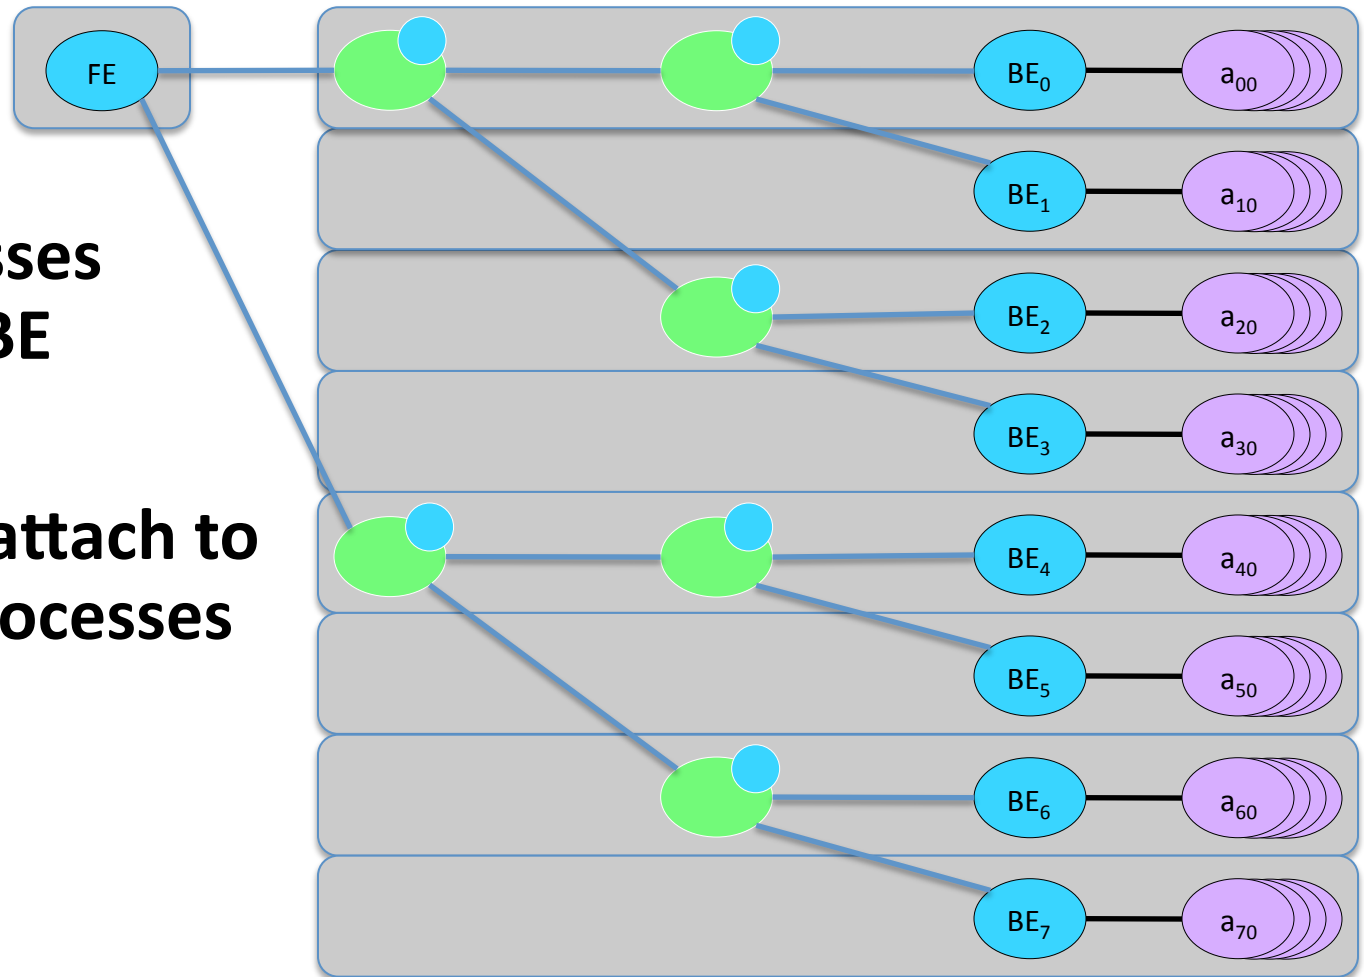 FE
BE₀ a₀₀
BE₁ a₁₀
BE₂ a₂₀
BE₃ a₃₀
BE₄ a₄₀
BE₅ a₅₀
BE₆ a₆₀
BE₇ a₇₀
sses
BE
attach to
ocesses